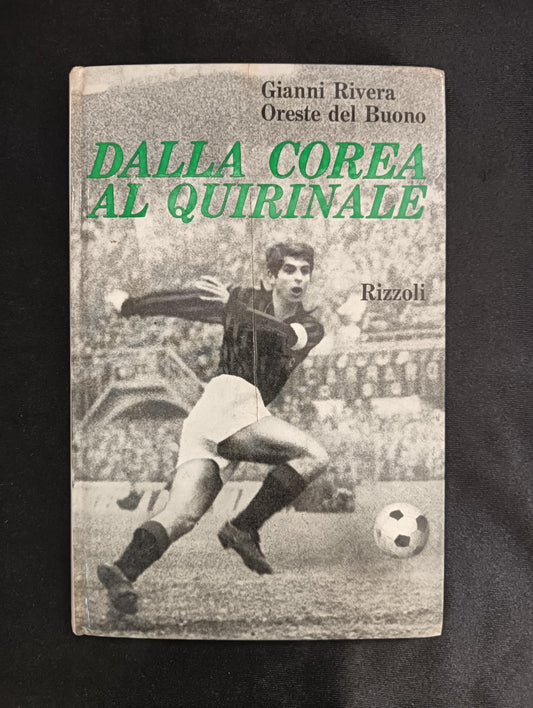 Gianni Rivera
Oreste del Buono
DALLA COREA
AL QUIRINALE
Rizzoli